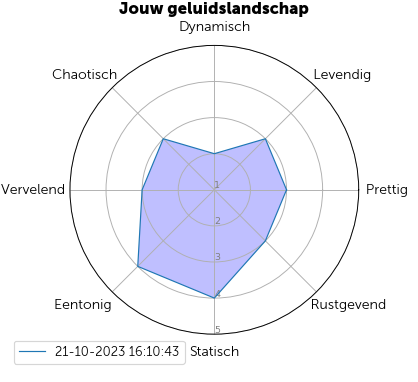 Jouw geluidslandschap
Dynamisch
Chaotisch
Levendig
Vervelend
Prettig
1
2
3
4
5
Eentonig
Rustgevend
Statisch
21-10-2023 16:10:43